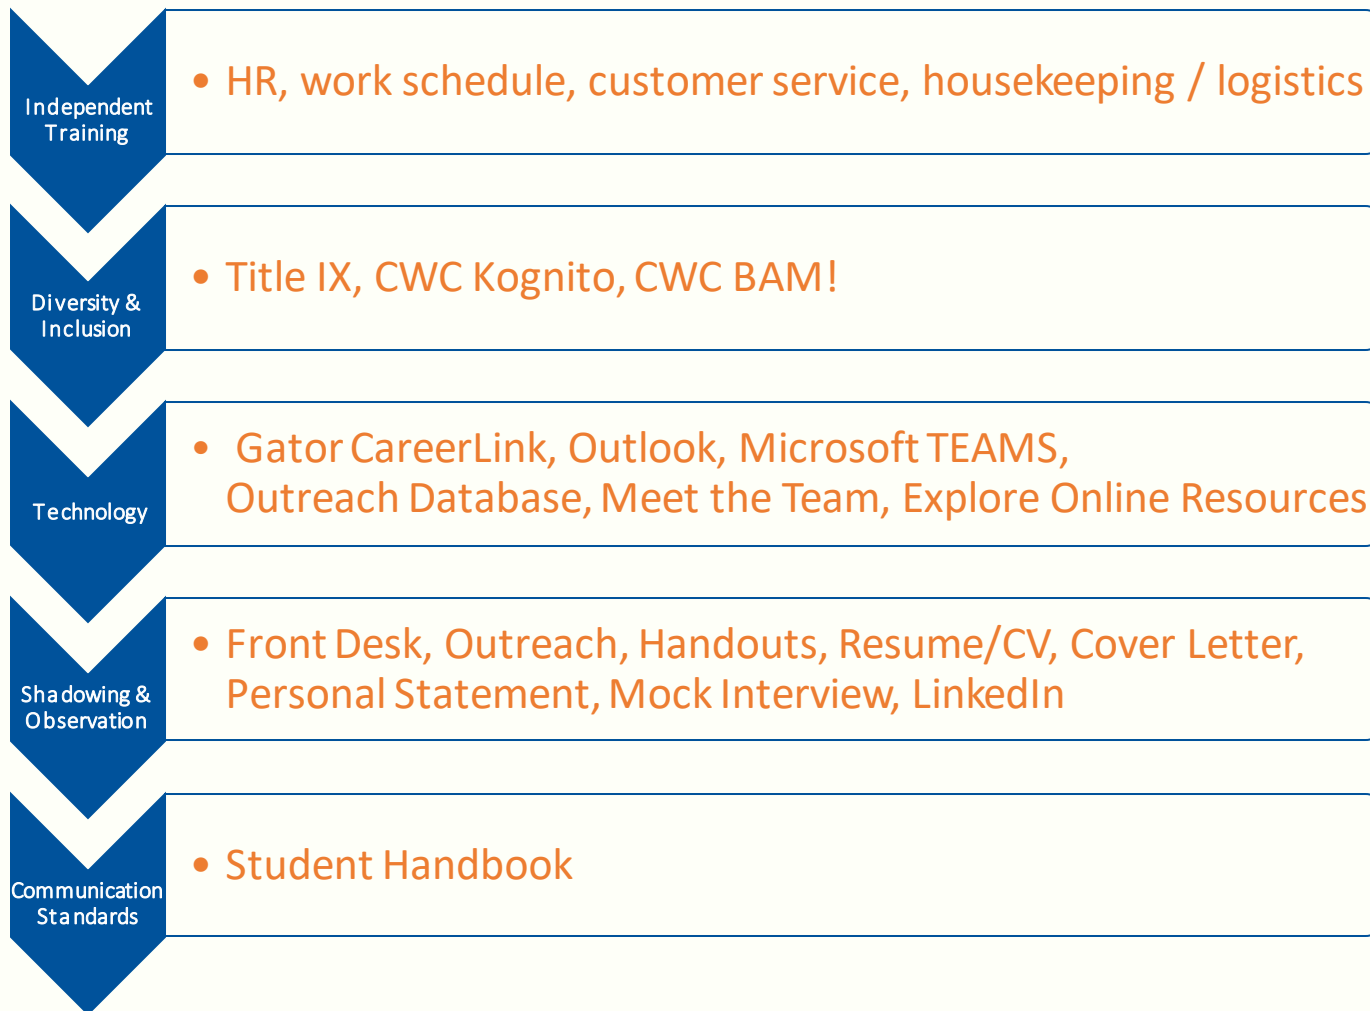 Independent
Training
• HR, work schedule, customer service, housekeeping / logistics
Diversity &
Inclusion
• Title IX, CWC Kognito, CWC BAM!
Technology
• Gator CareerLink, Outlook, Microsoft TEAMS,
Outreach Database, Meet the Team, Explore Online Resources
Shadowing &
Observation
• Front Desk, Outreach, Handouts, Resume/CV, Cover Letter,
Personal Statement, Mock Interview, LinkedIn
Communication
Standards
• Student Handbook